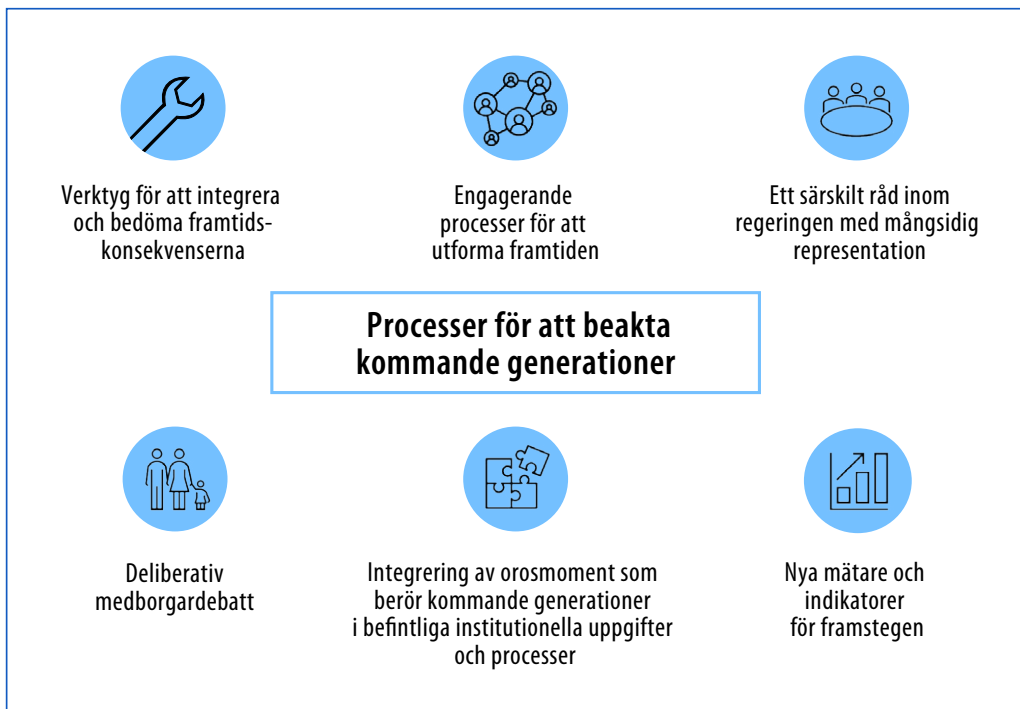 Verktyg för att integrera
och bedöma framtids-
konsekvenserna
Engagerande
processer för att
utforma framtiden
Ett särskilt råd inom
regeringen med mångsidig
representation
Processer för att beakta
kommande generationer
Deliberativ
medborgardebatt
Integrering av orosmoment som
berör kommande generationer
i befintliga institutionella uppgifter
och processer
Nya mätare och
indikatorer
för framstegen